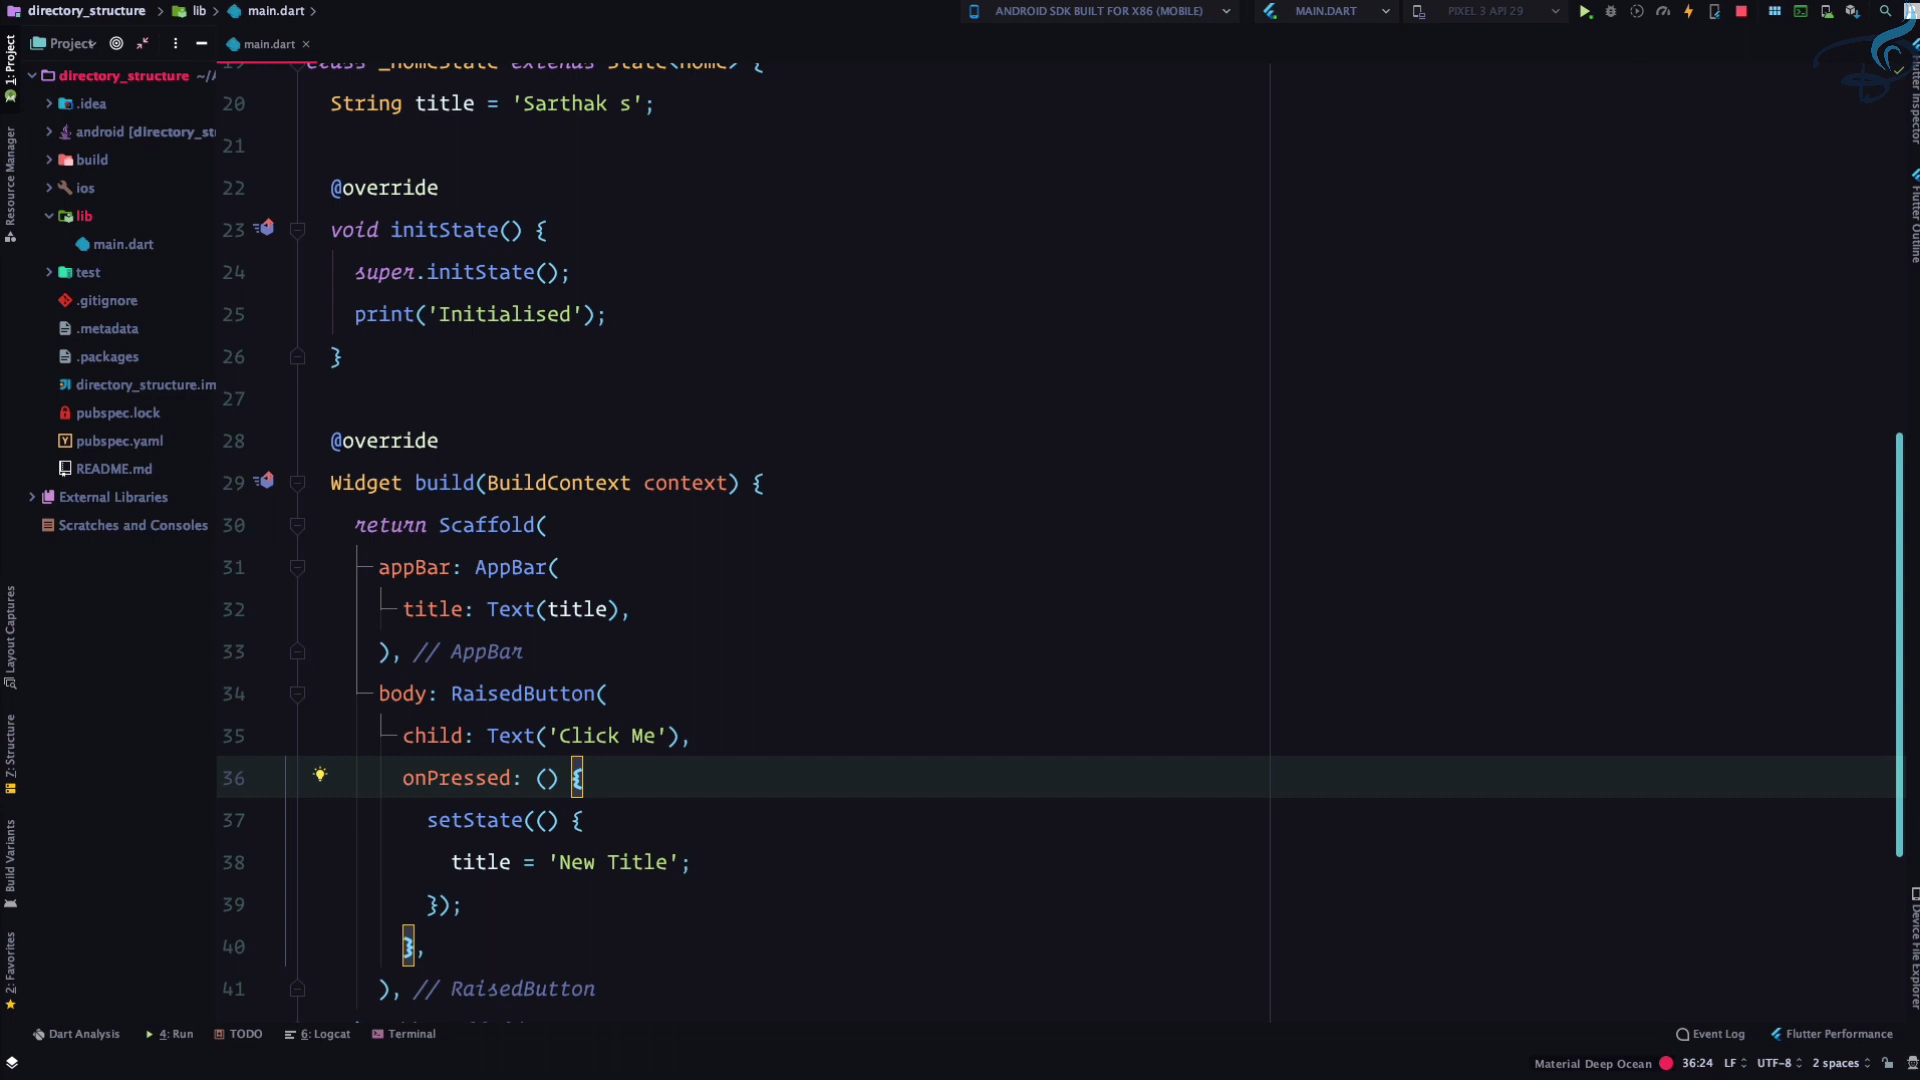 directory_structure > lib > main.dart >
ANDROID SDK BUILT FOR X86 (MOBILE)
MAIN.DART
PIXEL 3 API 29
Project
main.dart
directory_structure ~/A
.idea
android [directory_str
build
ios
lib
main.dart
test
.gitignore
.metadata
.packages
directory_structure.im
pubspec.lock
pubspec.yaml
README.md
External Libraries
Scratches and Consoles
1: Project
Resource Manager
Layout Captures
Z: Structure
Build Variants
2: Favorites
19 class _HomeState extends State<Home> {
20 String title = 'Sarthak s';
21
22 @override
23 void initState() {
24 super.initState();
25 print('Initialised');
26 }
27
28 @override
29 Widget build(BuildContext context) {
30 return Scaffold(
31 appBar: AppBar(
32 title: Text(title),
33 ), // AppBar
34 body: RaisedButton(
35 child: Text('Click Me'),
36 onPressed: () {
37 setState(() {
38 title = 'New Title';
39 });
40 },
41 ), // RaisedButton
Flutter Inspector
Flutter Outline
Device File Explorer
Dart Analysis
4: Run
TODO
6: Logcat
Terminal
Event Log
Flutter Performance
Material Deep Ocean
36:24
LF
UTF-8
2 spaces